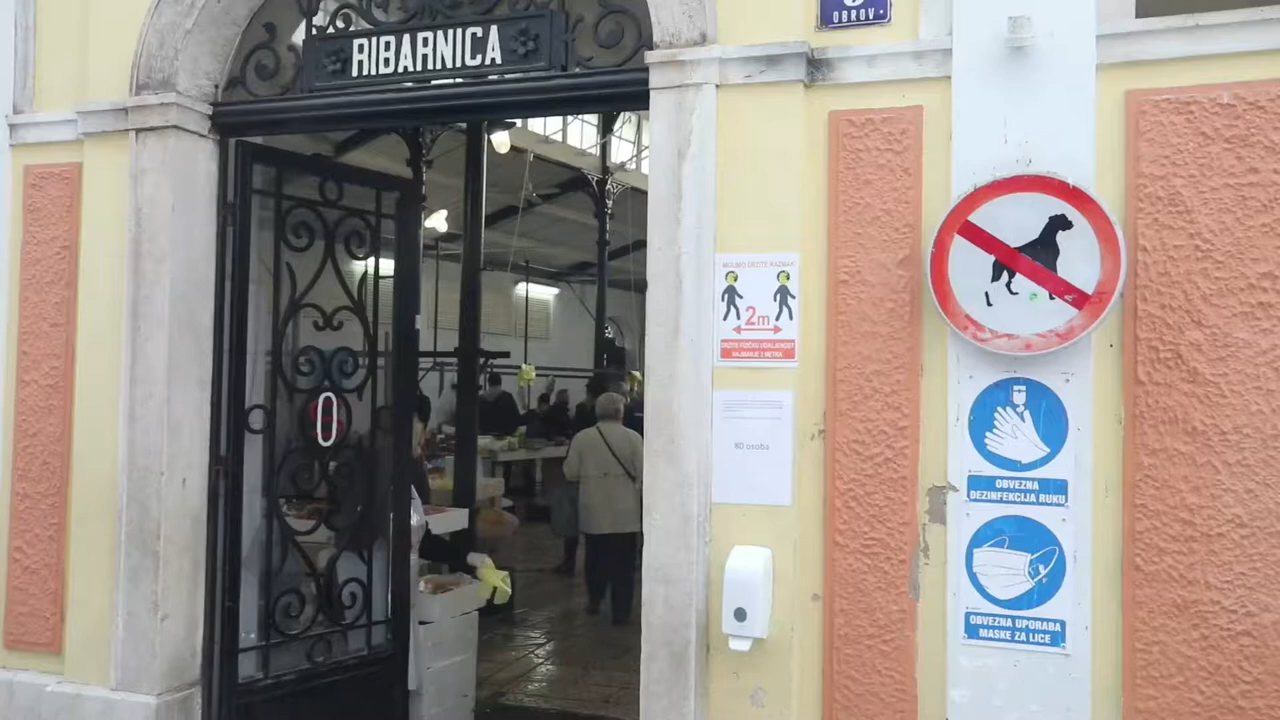 RIBARNICA
OBROV
MOLIMO DRŽITE RAZMAK
2m
DRŽITE FIZIČKU UDALJENOST
NAJMANJE 2 METRA
80 osoba
OBVEZNA
DEZINFEKCIJA RUKU
OBVEZNA UPORABA
MASKE ZA LICE